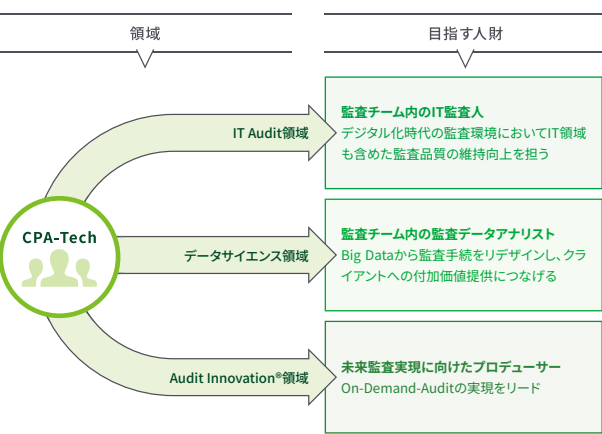 領域
目指す人財
CPA-Tech
IT Audit領域
監査チーム内のIT監査人
デジタル化時代の監査環境においてIT領域
も含めた監査品質の維持向上を担う
データサイエンス領域
監査チーム内の監査データアナリスト
Big Dataから監査手続をリデザインし、クラ
イアントへの付加価値提供につなげる
Audit Innovation®領域
未来監査実現に向けたプロデューサー
On-Demand-Auditの実現をリード